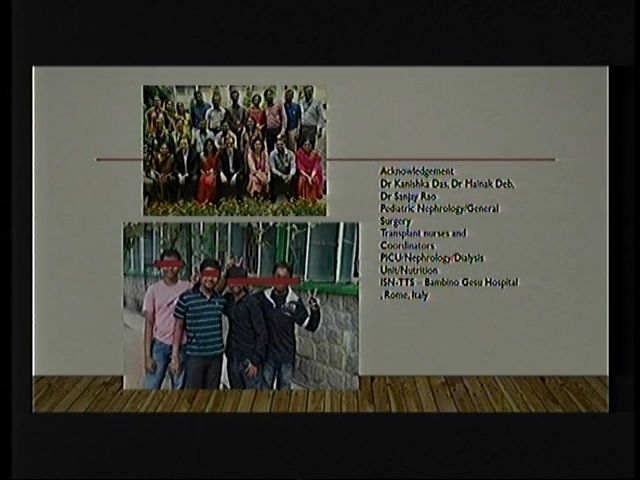 Acknowledgement
Dr Kanishka Das, Dr Mainak Deb,
Dr Sanjay Rao
Pediatric Nephrology/General
Surgery
Transplant nurses and
Coordinators
PICU/Nephrology/Dialysis
Unit/Nutrition
ISN-TTS – Bambino Gesu Hospital
, Rome, Italy